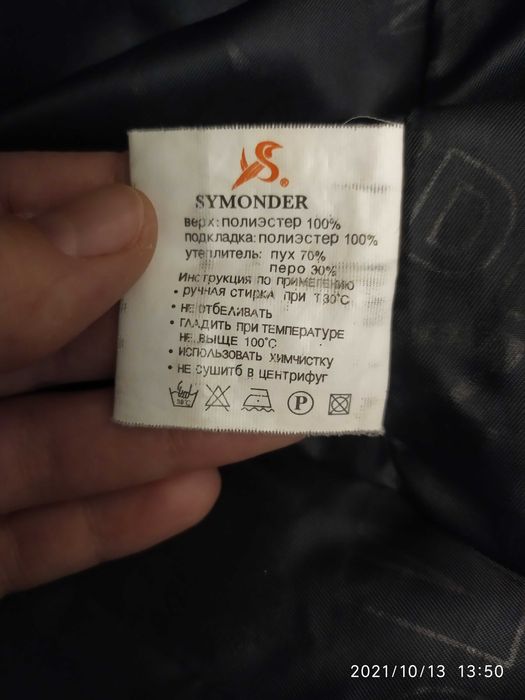 SYMONDER
верх: полиэстер 100%
подкладка: полиэстер 100%
утеплитель: пух 70%
перо 30%
Инструкция по применению
• ручная стирка при т 30°С
• НЕ ОТБЕЛИВАТЬ
• ГЛАДИТЬ ПРИ ТЕМПЕРАТУРЕ
НЕ ВЫЩЕ 100°С
• ИСПОЛЬЗОВАТЬ ХИМЧИСТКУ
• НЕ СУШИТЬ В ЦЕНТРИФУГ
P
2021/10/13 13:50